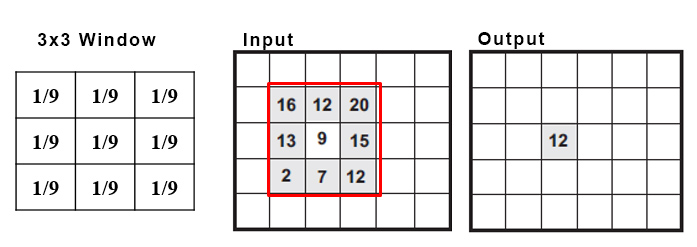 3x3 Window
1/9 1/9 1/9
1/9 1/9 1/9
1/9 1/9 1/9
Input
16 12 20
13 9 15
2 7 12
Output
12